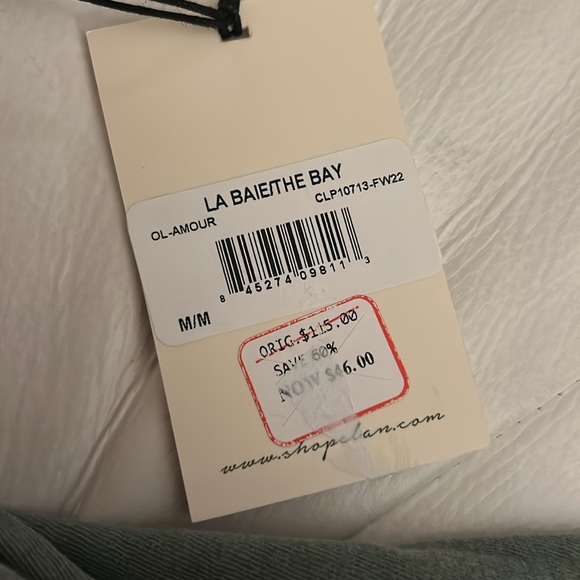 LA BAIE/THE BAY
OL-AMOUR
CLP10713-FW22
8 45274 09811 3
M/M
ORIG.$115.00
SAVE 60%
NOW $46.00
www.shopelan.com